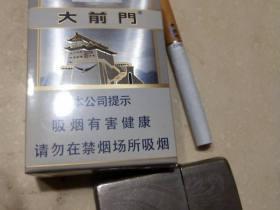 大前門
本公司提示
吸烟有害健康
请勿在禁烟场所吸烟